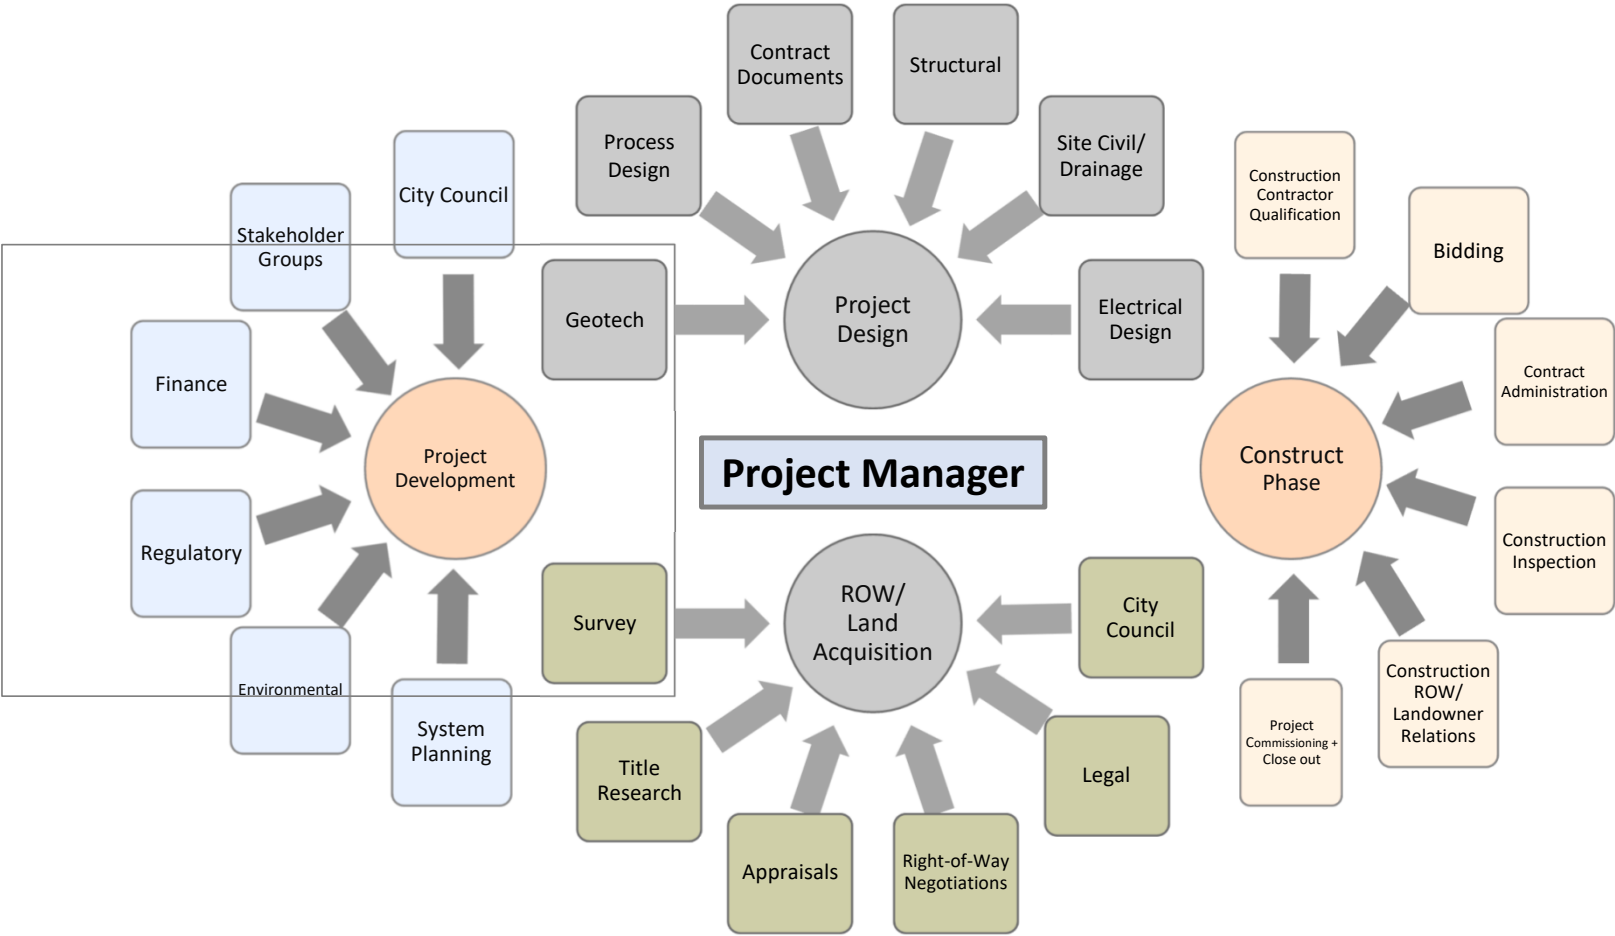 Contract
Documents
Structural
Process
Design
Site Civil/
Drainage
City Council
Stakeholder
Groups
Geotech
Project
Design
Electrical
Design
Construction
Contractor
Qualification
Bidding
Finance
Project
Development
Regulatory
Environmental
System
Planning
Project Manager
Construct
Phase
Contract
Administration
Construction
Inspection
Construction
ROW/
Landowner
Relations
Project
Commissioning +
Close out
Survey
ROW/
Land
Acquisition
City
Council
Title
Research
Appraisals
Right-of-Way
Negotiations
Legal